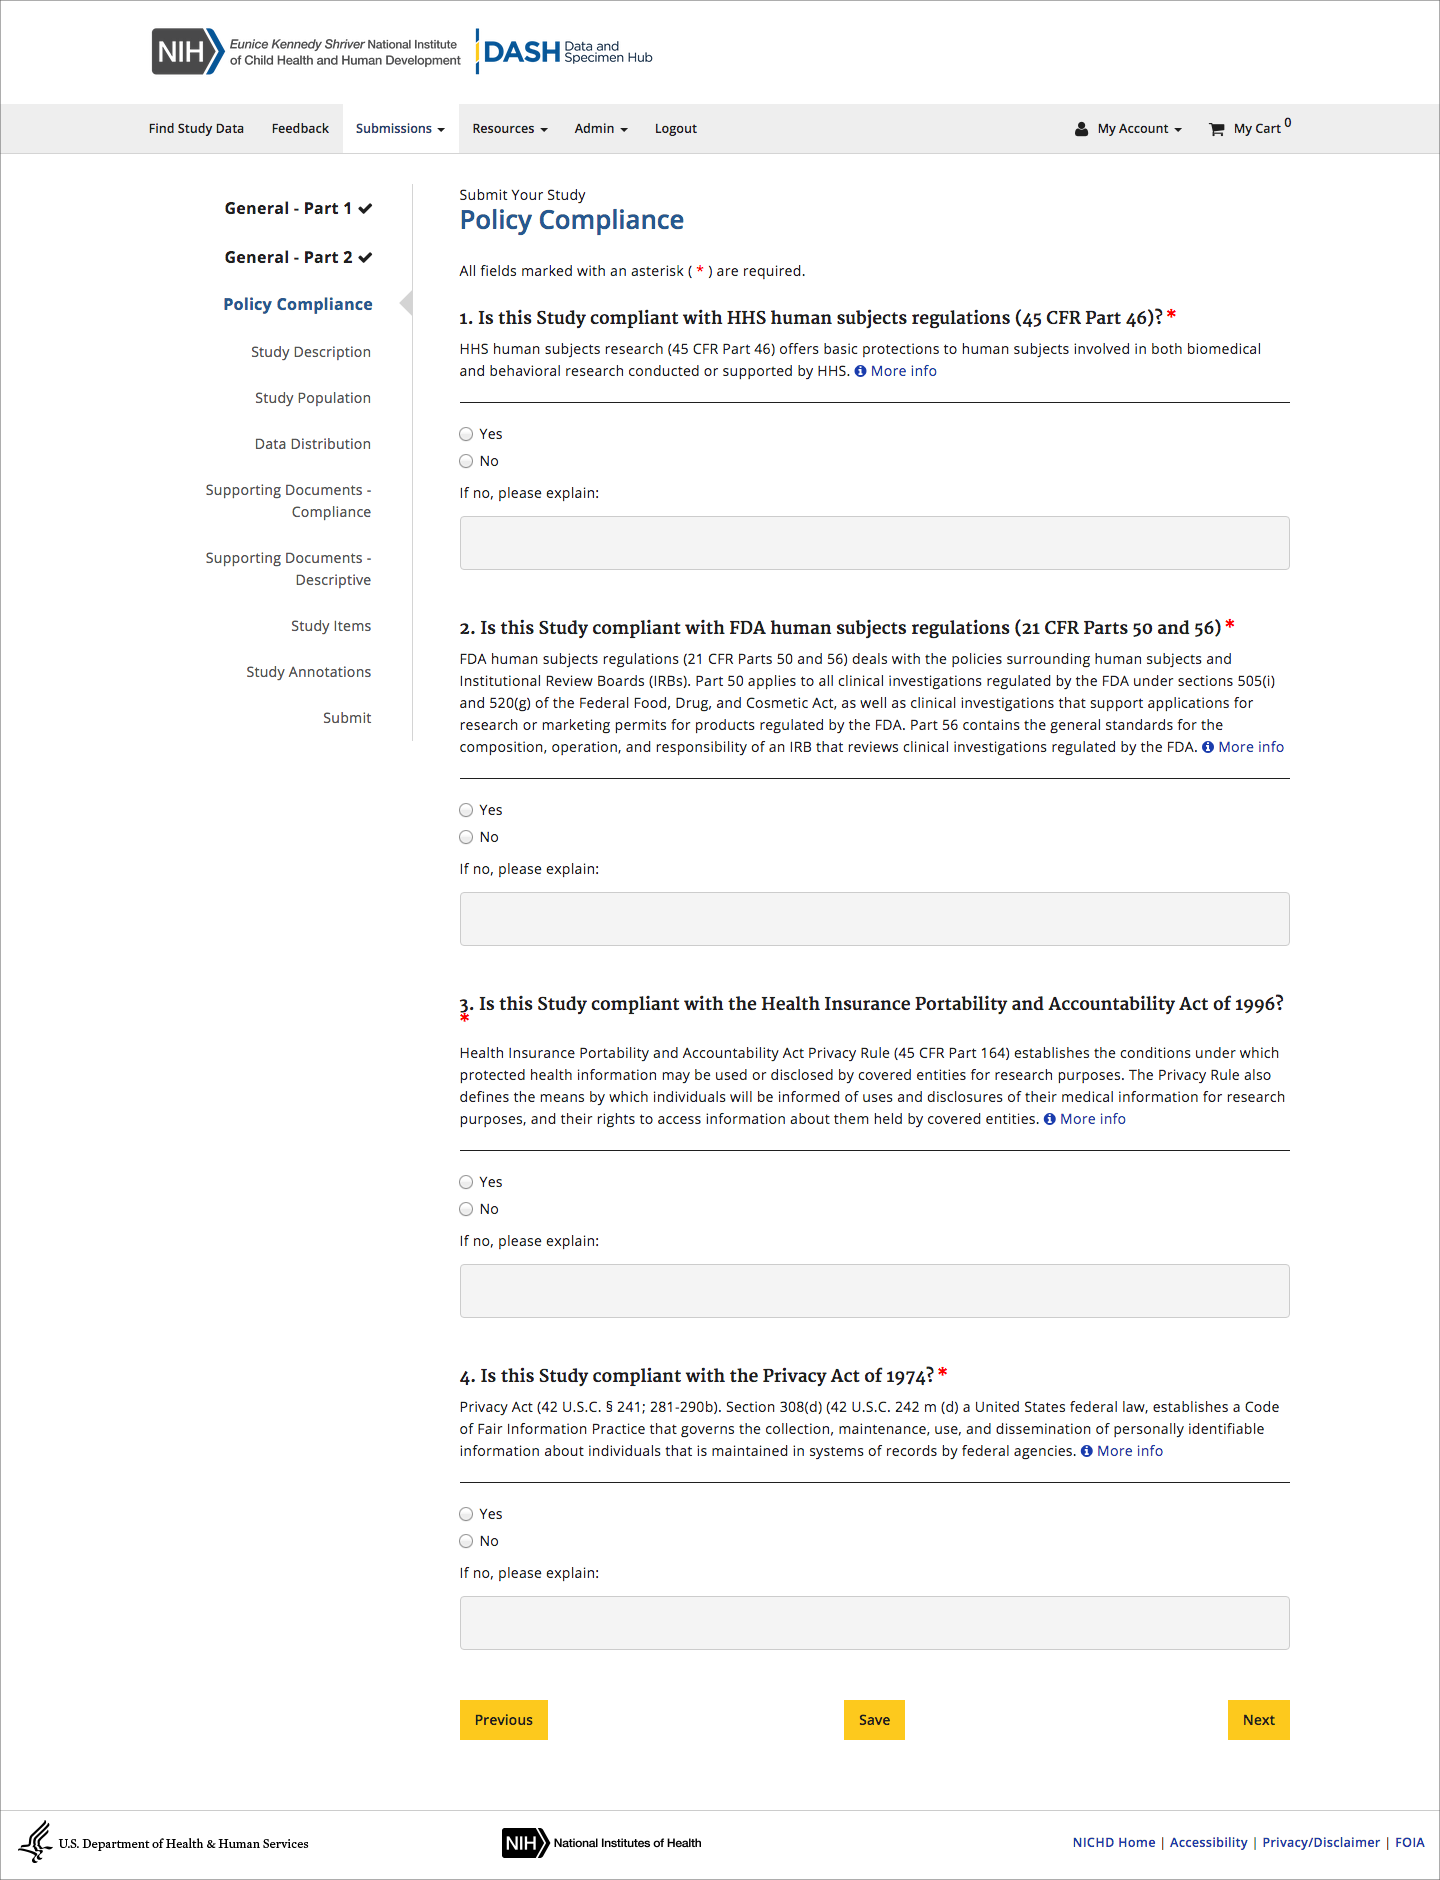 NIH Eunice Kennedy Shriver National Institute
of Child Health and Human Development
DASH Data and
Specimen Hub
Find Study Data Feedback Submissions Resources Admin Logout My Account My Cart 0
General - Part 1
General - Part 2
Policy Compliance
Study Description
Study Population
Data Distribution
Supporting Documents -
Compliance
Supporting Documents -
Descriptive
Study Items
Study Annotations
Submit
Submit Your Study
Policy Compliance
All fields marked with an asterisk ( * ) are required.
1. Is this Study compliant with HHS human subjects regulations (45 CFR Part 46)? *
HHS human subjects research (45 CFR Part 46) offers basic protections to human subjects involved in both biomedical
and behavioral research conducted or supported by HHS. More info
Yes
No
If no, please explain:
2. Is this Study compliant with FDA human subjects regulations (21 CFR Parts 50 and 56) *
FDA human subjects regulations (21 CFR Parts 50 and 56) deals with the policies surrounding human subjects and
Institutional Review Boards (IRBs). Part 50 applies to all clinical investigations regulated by the FDA under sections 505(i)
and 520(g) of the Federal Food, Drug, and Cosmetic Act, as well as clinical investigations that support applications for
research or marketing permits for products regulated by the FDA. Part 56 contains the general standards for the
composition, operation, and responsibility of an IRB that reviews clinical investigations regulated by the FDA. More info
Yes
No
If no, please explain:
3. Is this Study compliant with the Health Insurance Portability and Accountability Act of 1996?
*
Health Insurance Portability and Accountability Act Privacy Rule (45 CFR Part 164) establishes the conditions under which
protected health information may be used or disclosed by covered entities for research purposes. The Privacy Rule also
defines the means by which individuals will be informed of uses and disclosures of their medical information for research
purposes, and their rights to access information about them held by covered entities. More info
Yes
No
If no, please explain:
4. Is this Study compliant with the Privacy Act of 1974? *
Privacy Act (42 U.S.C. § 241; 281-290b). Section 308(d) (42 U.S.C. 242 m (d) a United States federal law, establishes a Code
of Fair Information Practice that governs the collection, maintenance, use, and dissemination of personally identifiable
information about individuals that is maintained in systems of records by federal agencies. More info
Yes
No
If no, please explain:
Previous Save Next
U.S. Department of Health & Human Services
NIH National Institutes of Health
NICHD Home | Accessibility | Privacy/Disclaimer | FOIA